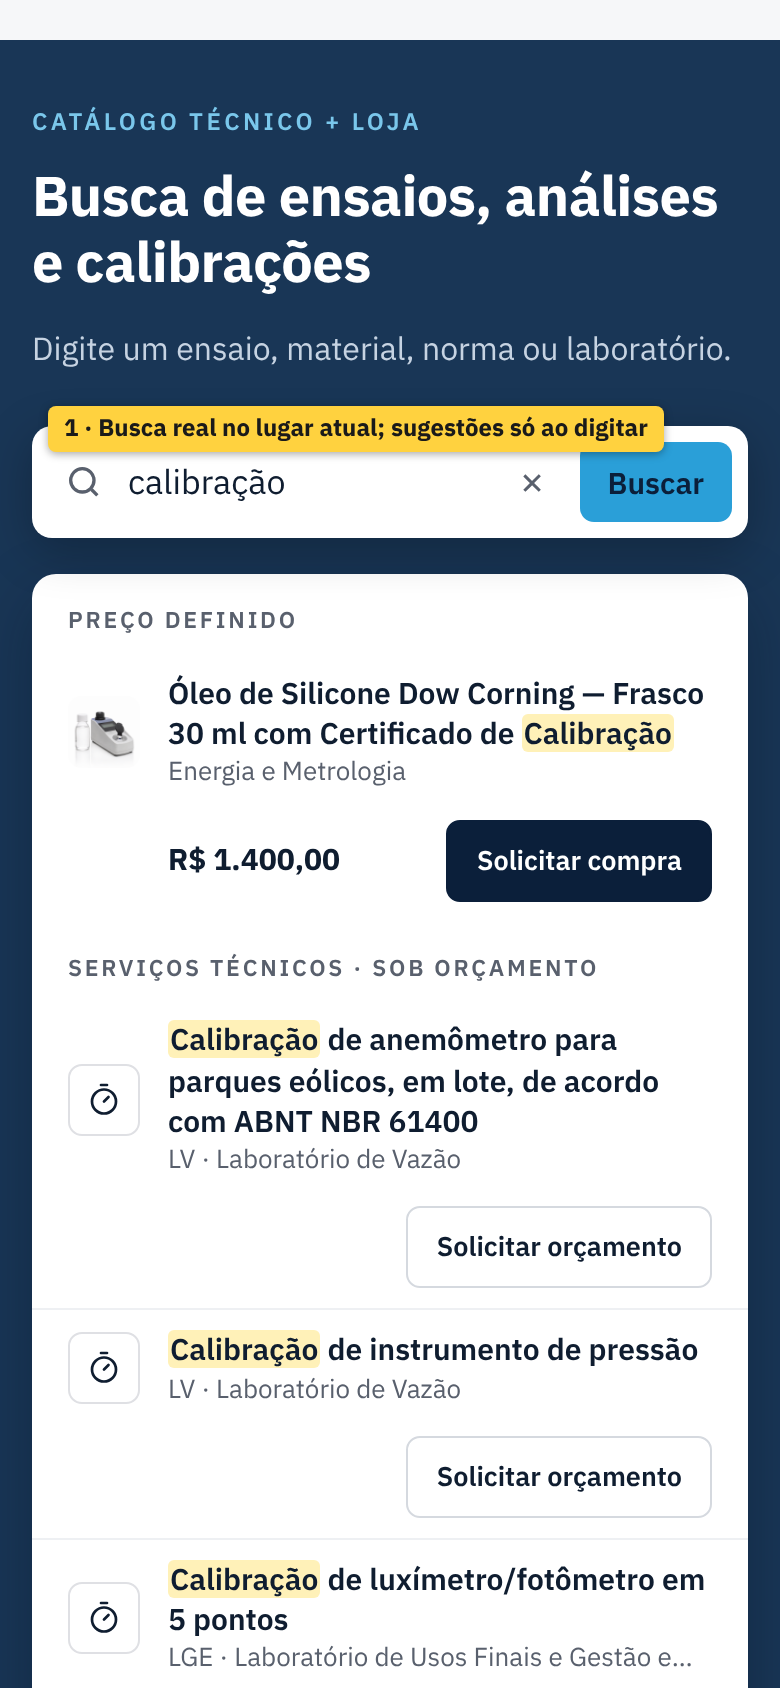 CATÁLOGO TÉCNICO + LOJA
Busca de ensaios, análises
e calibrações
Digite um ensaio, material, norma ou laboratório.
1 · Busca real no lugar atual; sugestões só ao digitar
calibração
Buscar
PREÇO DEFINIDO
Óleo de Silicone Dow Corning — Frasco
30 ml com Certificado de Calibração
Energia e Metrologia
R$ 1.400,00
Solicitar compra
SERVIÇOS TÉCNICOS · SOB ORÇAMENTO
Calibração de anemômetro para
parques eólicos, em lote, de acordo
com ABNT NBR 61400
LV · Laboratório de Vazão
Solicitar orçamento
Calibração de instrumento de pressão
LV · Laboratório de Vazão
Solicitar orçamento
Calibração de luxímetro/fotômetro em
5 pontos
LGE · Laboratório de Usos Finais e Gestão e...